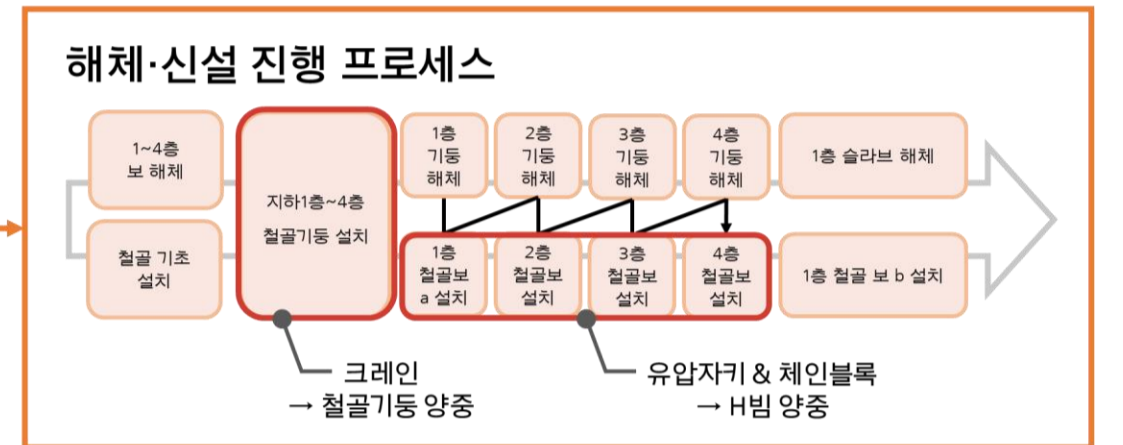 해체·신설 진행 프로세스
1~4층
보 해체
철골 기초
설치
지하1층~4층
철골기둥 설치
1층
기둥
해체
2층
기둥
해체
3층
기둥
해체
4층
기둥
해체
1층 슬라브 해체
1층
철골보
a 설치
2층
철골보
설치
3층
철골보
설치
4층
철골보
설치
1층 철골 보 b 설치
크레인
→ 철골기둥 양중
유압자키 & 체인블록
→ H빔 양중